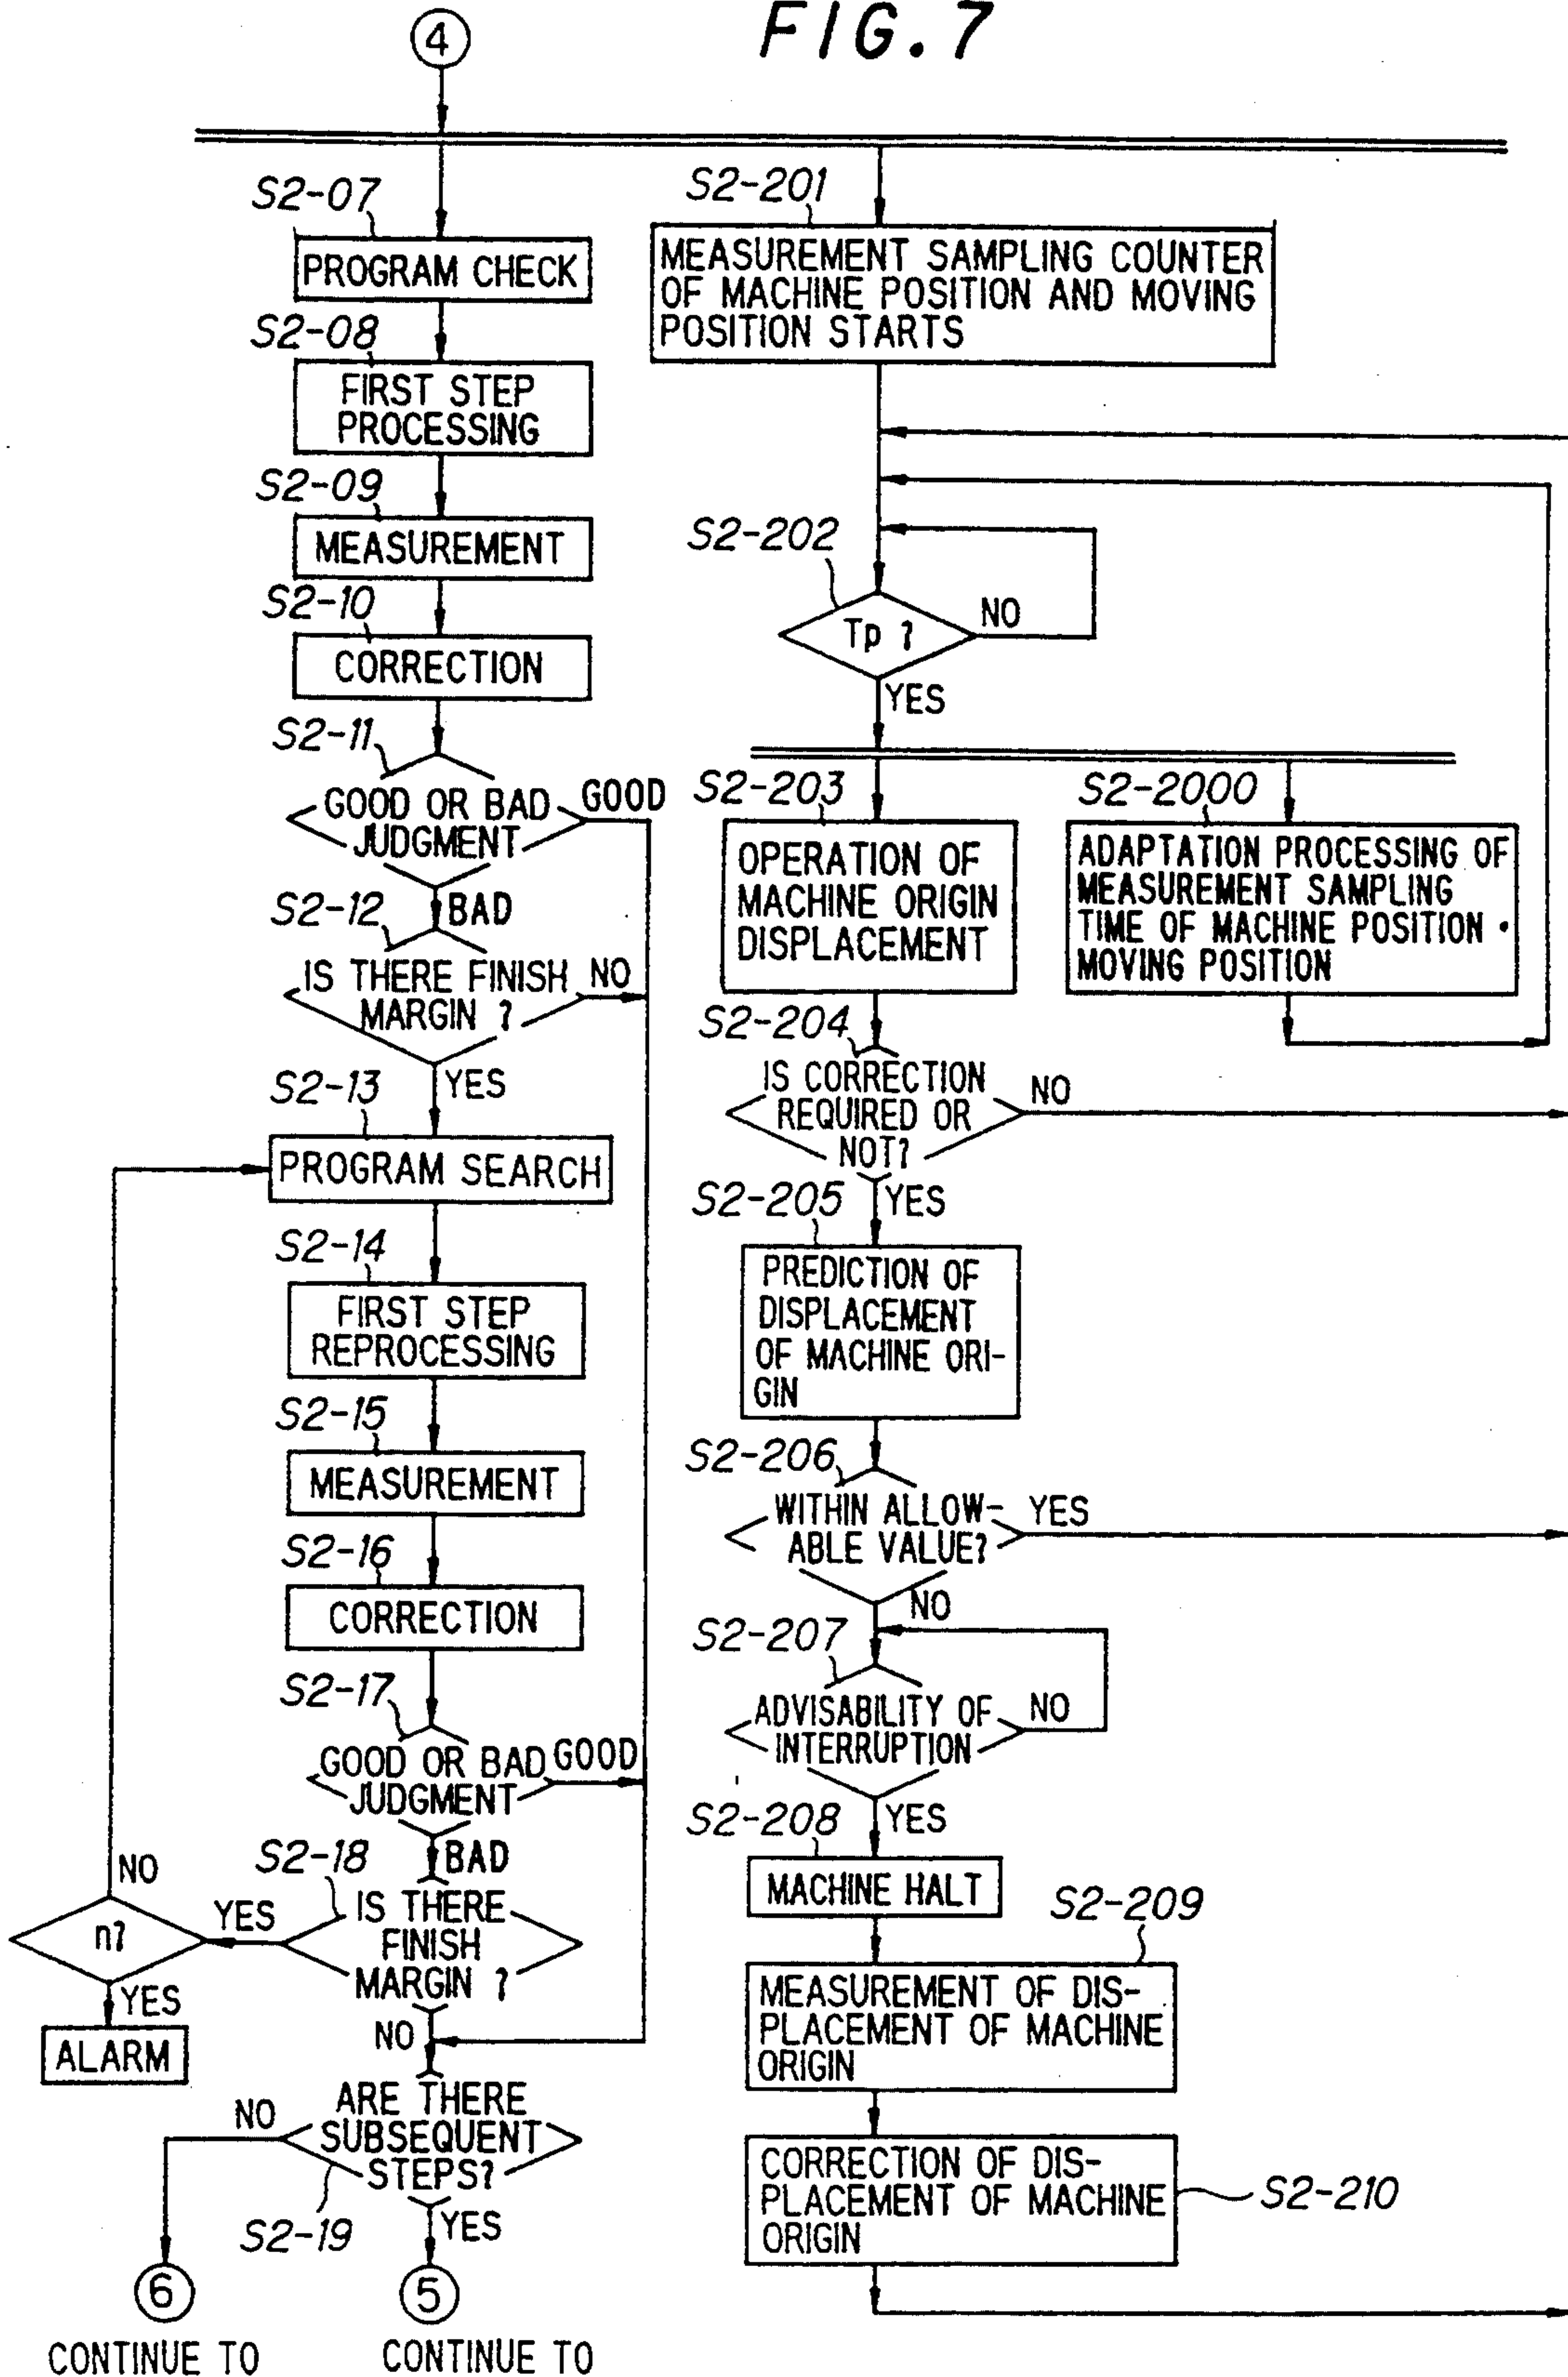 FIG. 7
4
S2-07
PROGRAM CHECK
S2-08
FIRST STEP
PROCESSING
S2-09
MEASUREMENT
S2-10
CORRECTION
S2-11
GOOD OR BAD
JUDGMENT
GOOD
BAD
S2-12
IS THERE FINISH
MARGIN ?
NO
YES
S2-13
PROGRAM SEARCH
S2-14
FIRST STEP
REPROCESSING
S2-15
MEASUREMENT
S2-16
CORRECTION
S2-17
GOOD OR BAD
JUDGMENT
GOOD
BAD
S2-18
IS THERE
FINISH
MARGIN ?
YES
n?
NO
YES
ALARM
NO
ARE THERE
SUBSEQUENT
STEPS?
NO
S2-19
YES
6
5
CONTINUE TO
CONTINUE TO
S2-201
MEASUREMENT SAMPLING COUNTER
OF MACHINE POSITION AND MOVING
POSITION STARTS
S2-202
Tp ?
NO
YES
S2-203
OPERATION OF
MACHINE ORIGIN
DISPLACEMENT
S2-2000
ADAPTATION PROCESSING OF
MEASUREMENT SAMPLING
TIME OF MACHINE POSITION •
MOVING POSITION
S2-204
IS CORRECTION
REQUIRED OR
NOT?
NO
YES
S2-205
PREDICTION OF
DISPLACEMENT
OF MACHINE ORI-
GIN
S2-206
WITHIN ALLOW-
ABLE VALUE?
YES
NO
S2-207
ADVISABILITY OF
INTERRUPTION
NO
YES
S2-208
MACHINE HALT
S2-209
MEASUREMENT OF DIS-
PLACEMENT OF MACHINE
ORIGIN
CORRECTION OF DIS-
PLACEMENT OF MACHINE
ORIGIN
S2-210